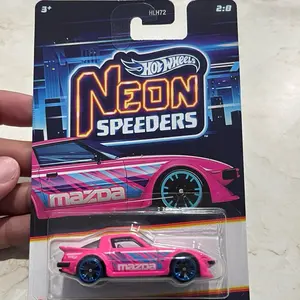 3+
HLH72
2:8
Hot Wheels
NEON
SPEEDERS
mazda
mazda